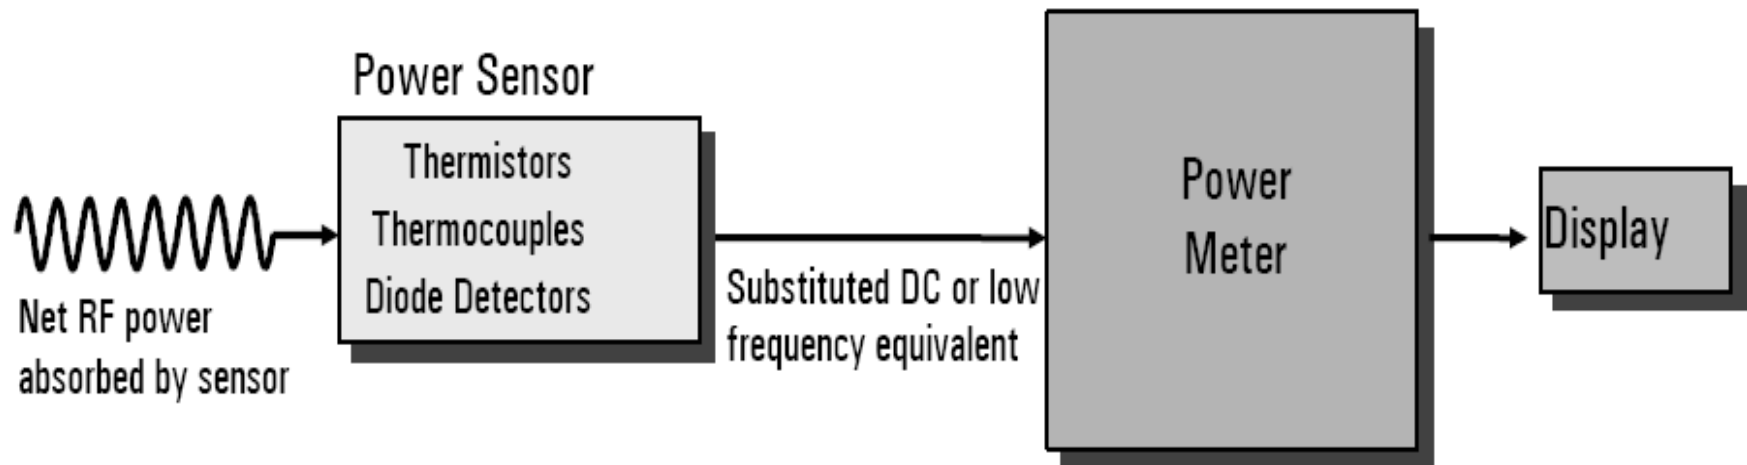 Power Sensor
Thermistors
Thermocouples
Diode Detectors
Net RF power
absorbed by sensor
Substituted DC or low
frequency equivalent
Power
Meter
Display